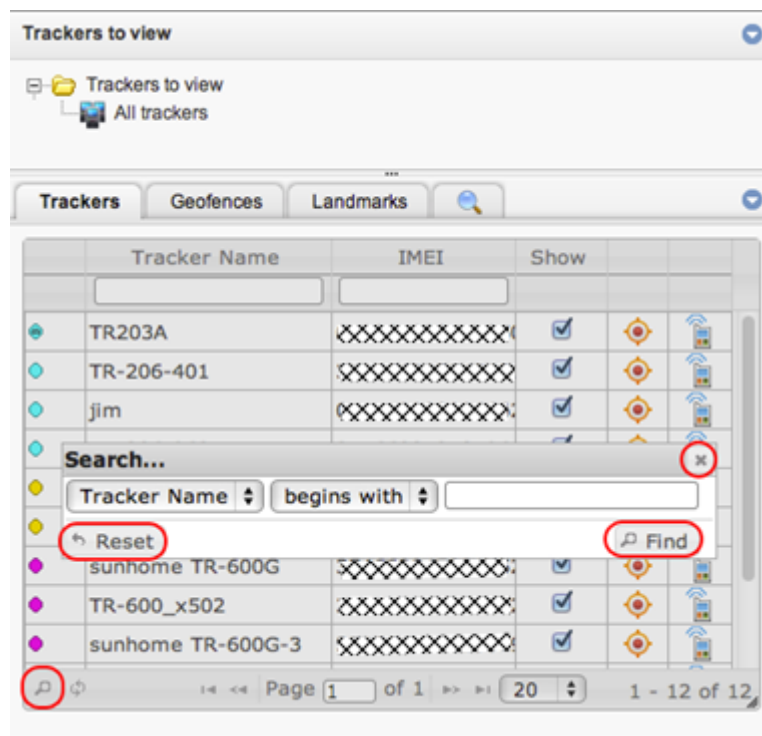 Trackers to view
Trackers to view
All trackers
Trackers Geofences Landmarks
Tracker Name IMEI Show
TR203A
TR-206-401
jim
Search...
Tracker Name begins with
Reset Find
sunhome TR-600G
TR-600_x502
sunhome TR-600G-3
Page 1 of 1 20 1 - 12 of 12